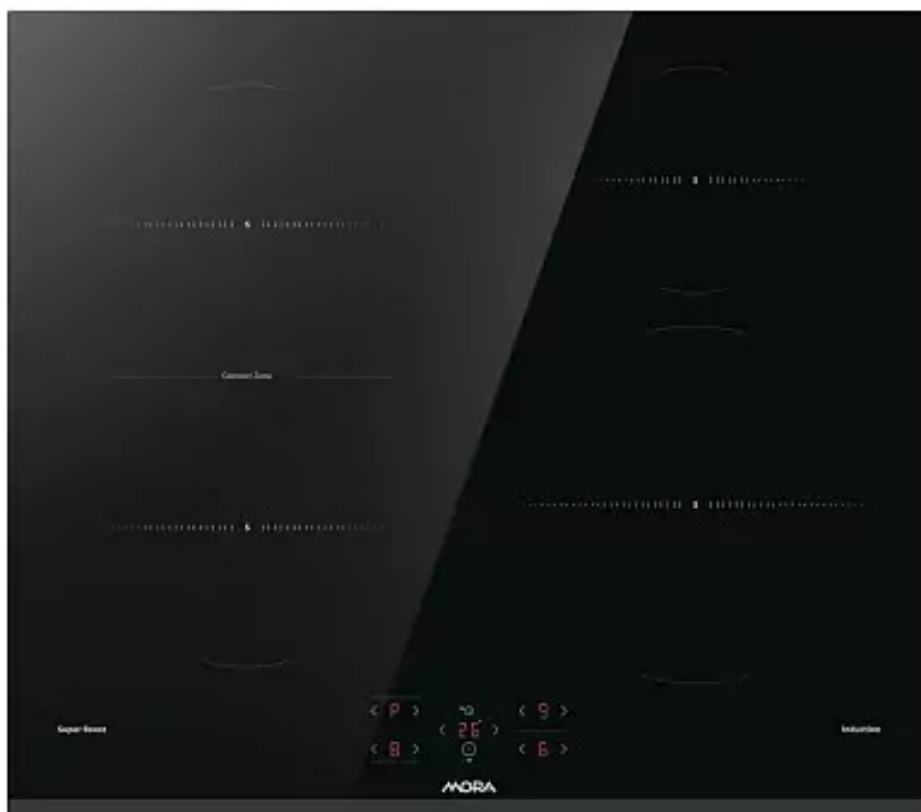 Connect Zone
Super Boost
Induction
< P >
< 9 >
< 26 >
< 8 >
< 6 >
MORA